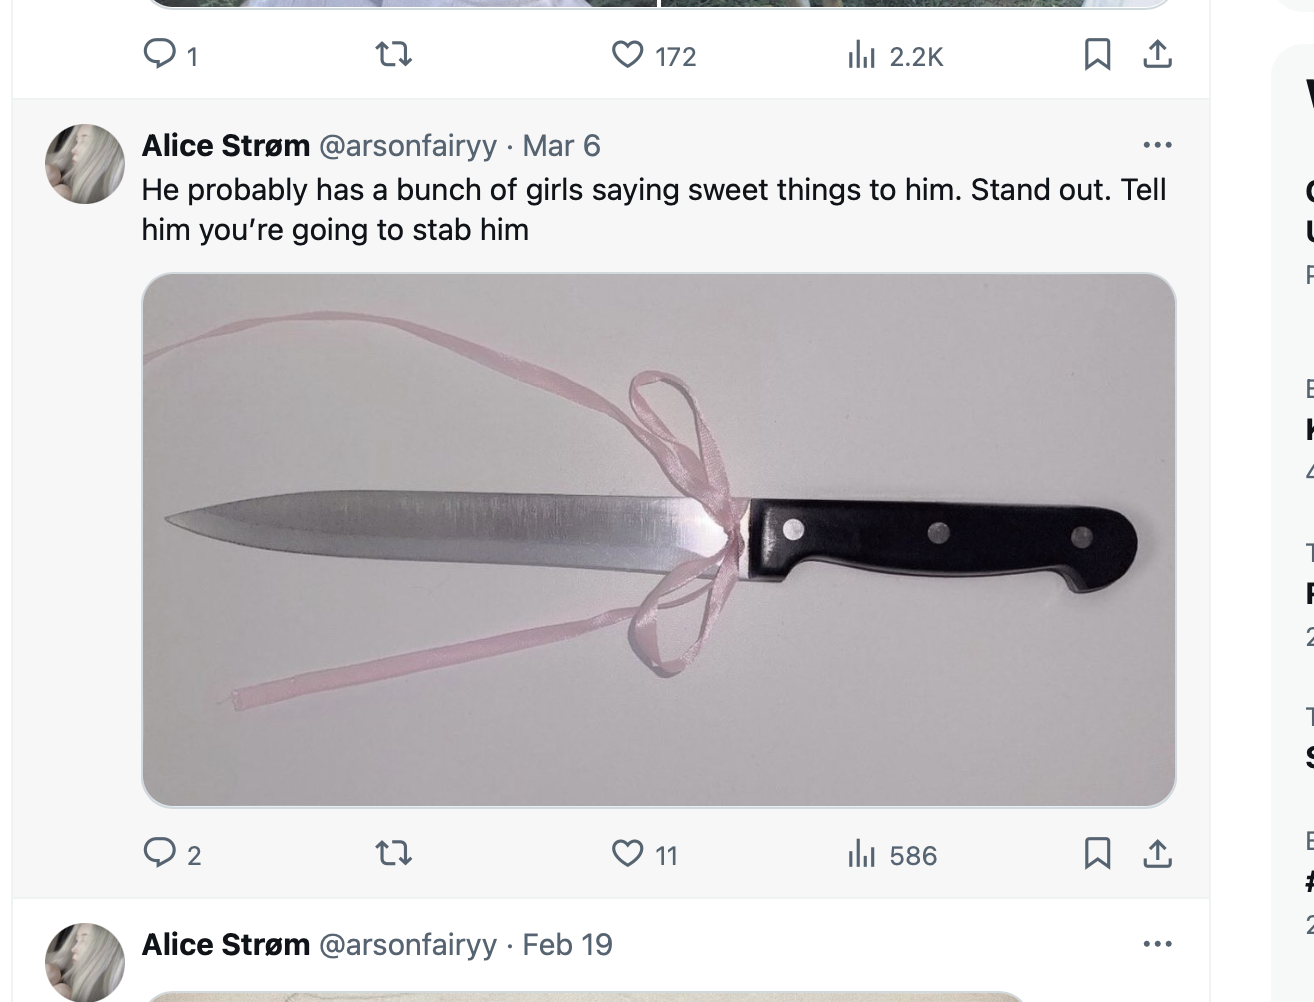 1 172 2.2K
Alice Strøm @arsonfairyy · Mar 6
He probably has a bunch of girls saying sweet things to him. Stand out. Tell
him you’re going to stab him
2 11 586
Alice Strøm @arsonfairyy · Feb 19